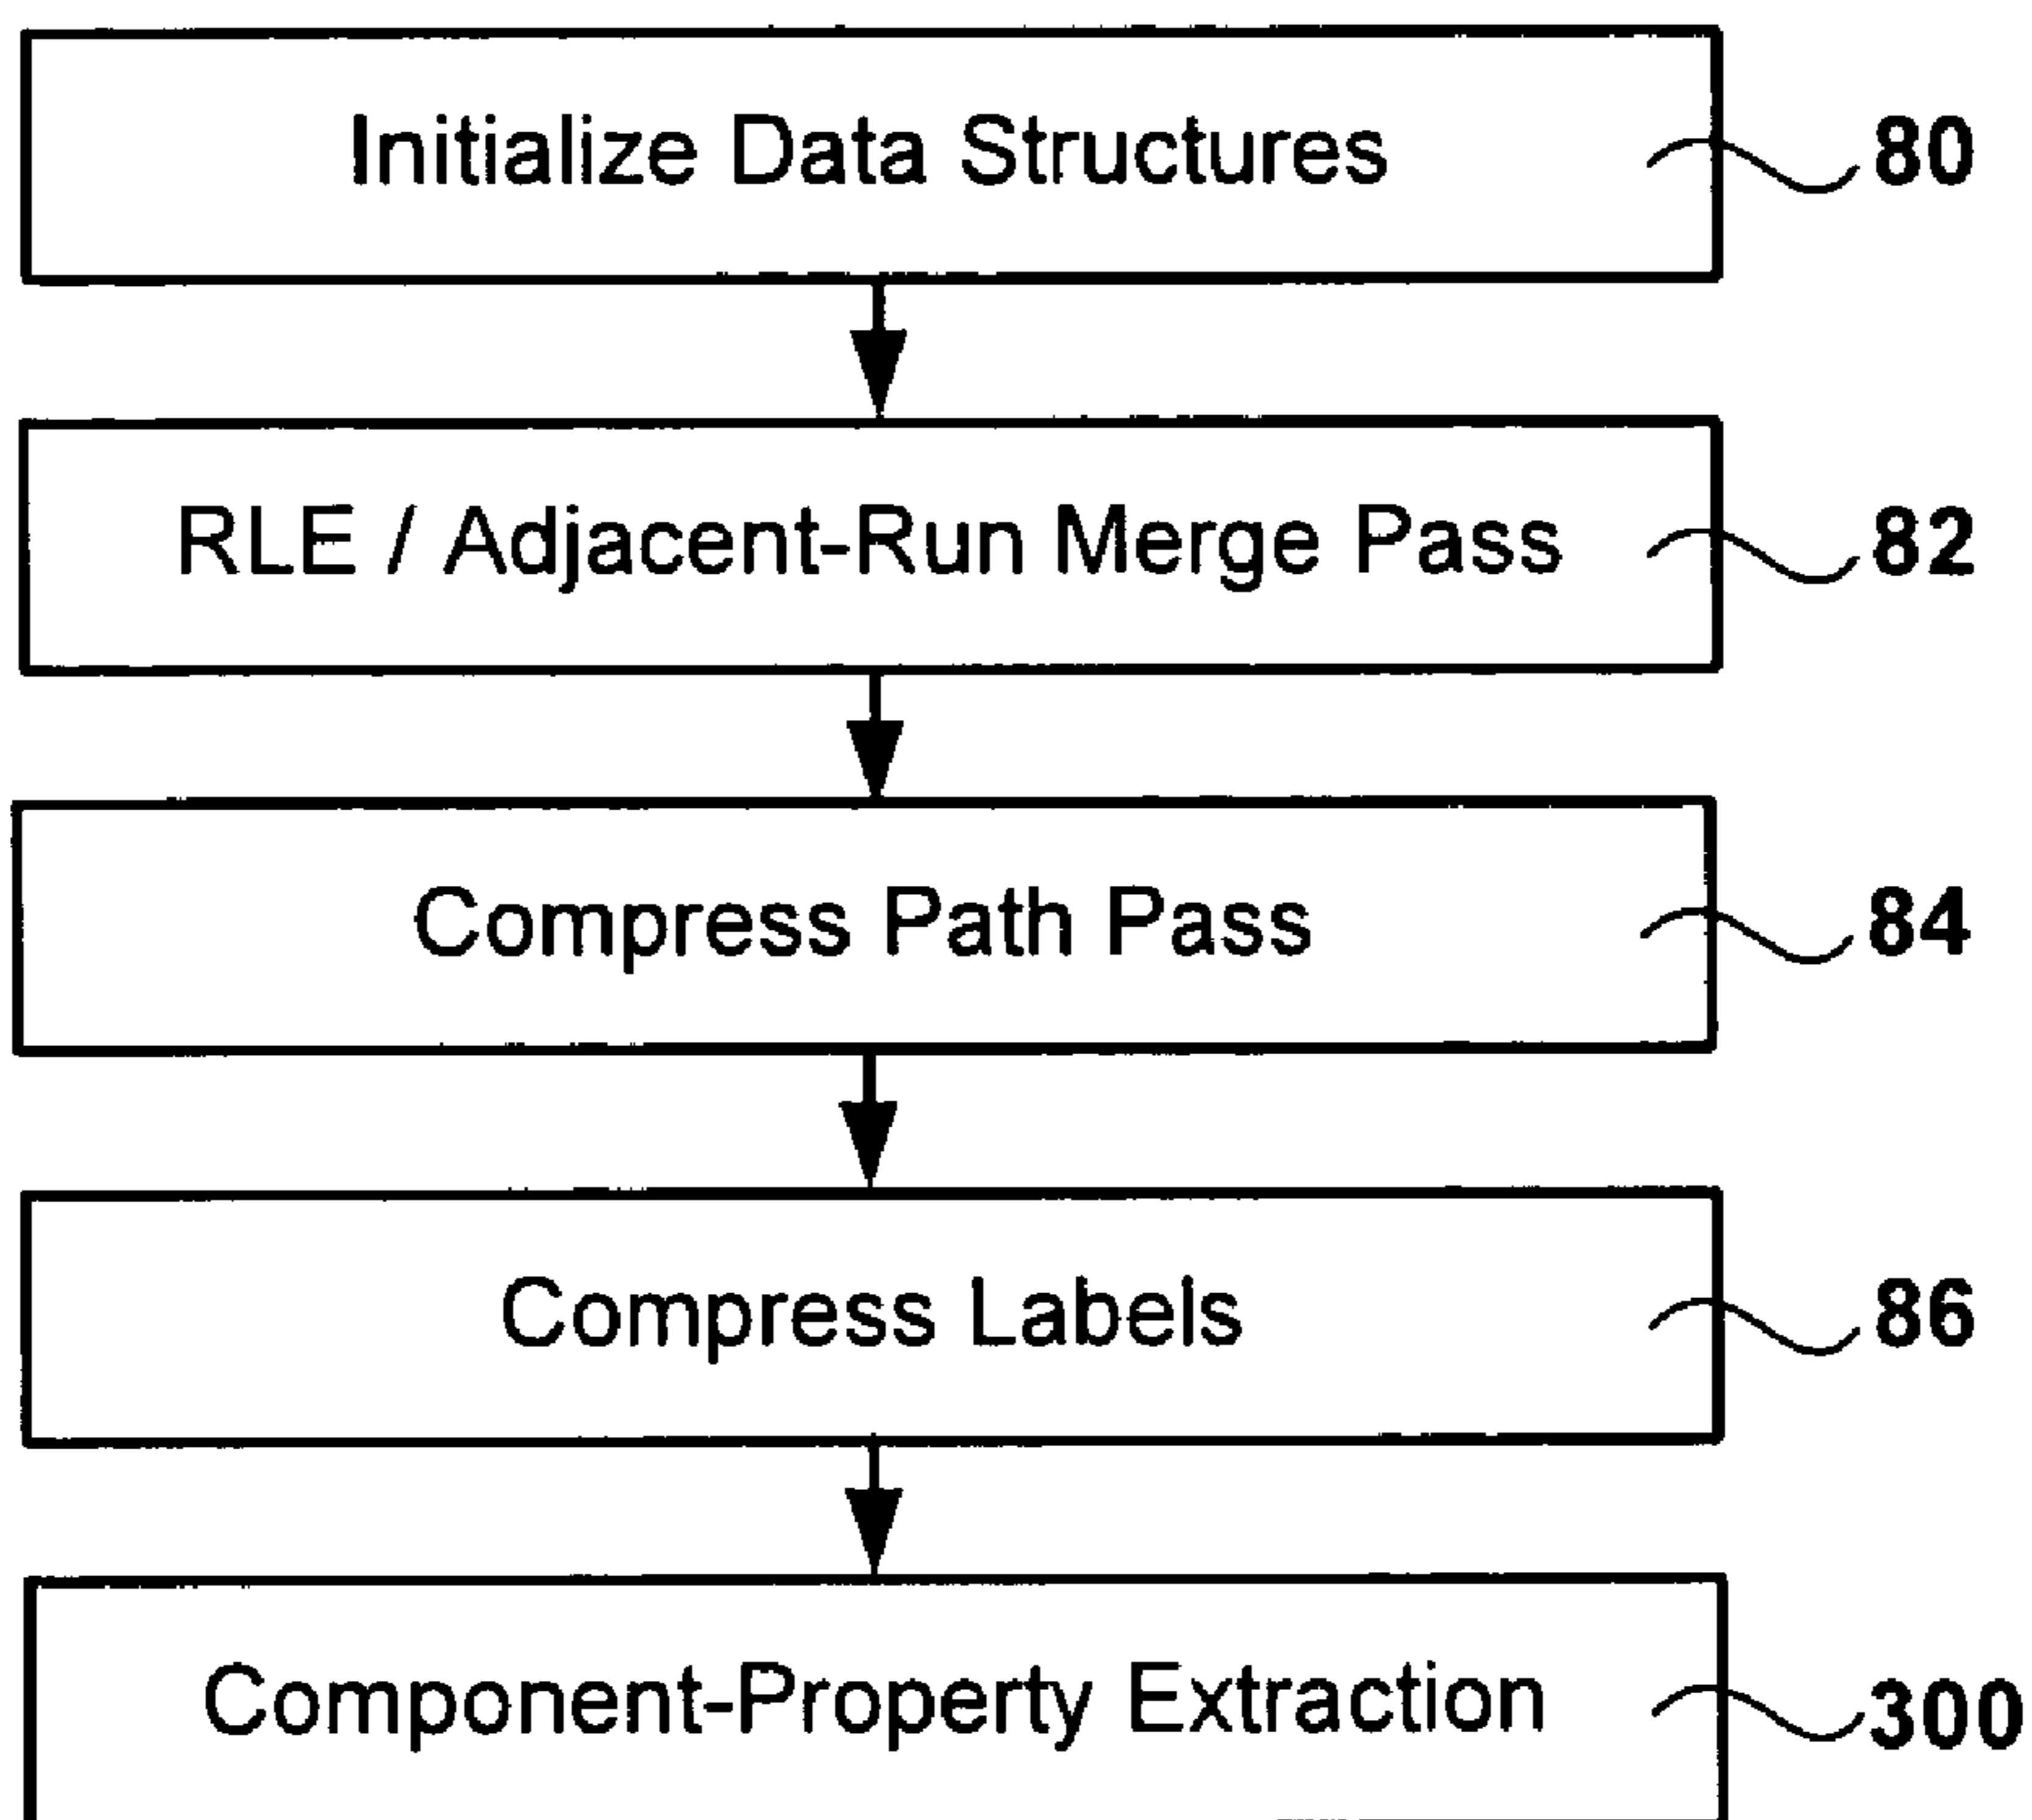 Initialize Data Structures 80
RLE / Adjacent-Run Merge Pass 82
Compress Path Pass 84
Compress Labels 86
Component-Property Extraction 300